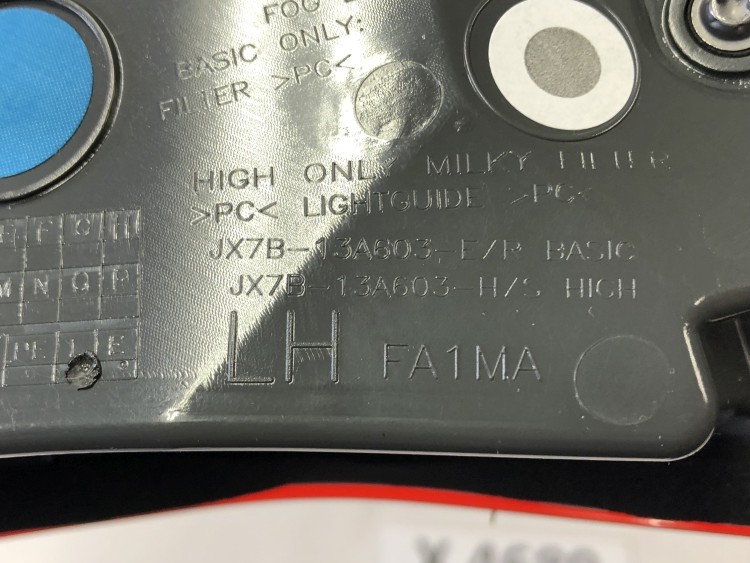 FOG
BASIC ONLY:
FILTER >PC<
HIGH ONLY MILKY FILTER
>PC< LIGHTGUIDE >PC<
JX7B-13A603-E/P BASIC
JX7B-13A603-H/S HIGH
LH FA1MA
F G H
M N Q P